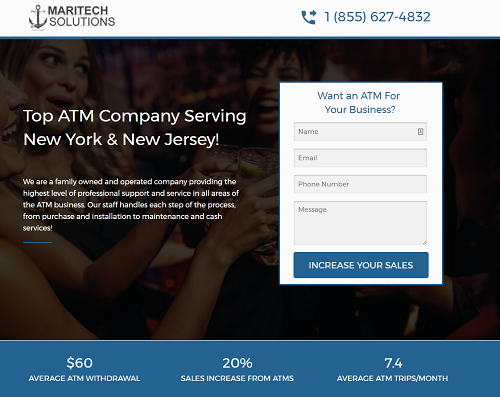 MARITECH
SOLUTIONS
1 (855) 627-4832
Top ATM Company Serving
New York & New Jersey!
We are a family owned and operated company providing the
highest level of professional support and service in all areas of
the ATM business. Our staff handles each step of the process,
from purchase and installation to maintenance and cash
services!
Want an ATM For
Your Business?
Name
Email
Phone Number
Message
INCREASE YOUR SALES
$60
AVERAGE ATM WITHDRAWAL
20%
SALES INCREASE FROM ATMS
7.4
AVERAGE ATM TRIPS/MONTH